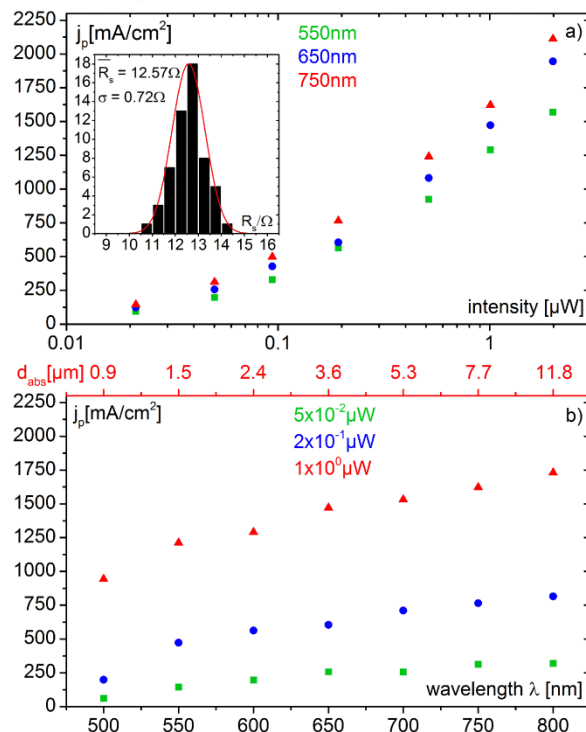 2250
2000
1750
1500
1250
1000
750
500
250
0
j_p[mA/cm²]
a)
550nm
650nm
750nm
18
16
14
12
10
8
6
4
2
0
R̅_s = 12.57Ω
σ = 0.72Ω
R_s/Ω
9 10 11 12 13 14 15 16
intensity [µW]
0.01 0.1 1
d_abs[µm] 0.9 1.5 2.4 3.6 5.3 7.7 11.8
2250
2000
1750
1500
1250
1000
750
500
250
0
j_p[mA/cm²]
b)
5x10⁻²µW
2x10⁻¹µW
1x10⁰µW
wavelength λ [nm]
500 550 600 650 700 750 800